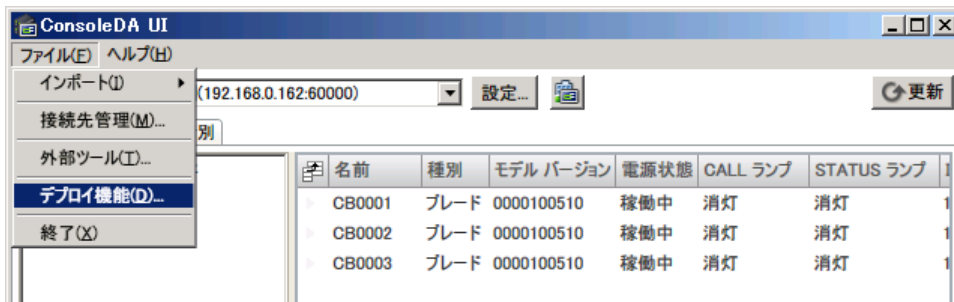 ConsoleDA UI
ファイル(F) ヘルプ(H)
インポート(I)
(192.168.0.162:60000) 設定... 更新
接続先管理(M)...
別
外部ツール(T)...
名前 種別 モデル バージョン 電源状態 CALL ランプ STATUS ランプ
デプロイ機能(D)...
CB0001 ブレード 0000100510 稼働中 消灯 消灯 1
終了(X)
CB0002 ブレード 0000100510 稼働中 消灯 消灯 1
CB0003 ブレード 0000100510 稼働中 消灯 消灯 1